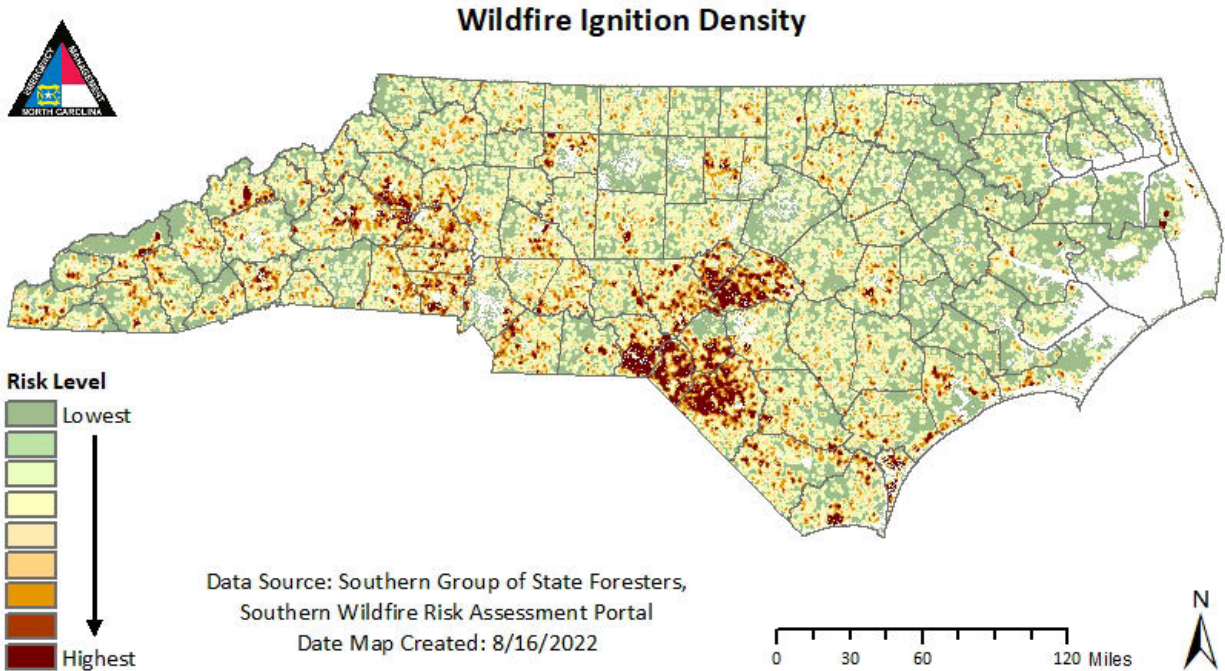 Wildfire Ignition Density
EMERGENCY
MANAGEMENT
NORTH CAROLINA
Risk Level
Lowest
Highest
Data Source: Southern Group of State Foresters,
Southern Wildfire Risk Assessment Portal
Date Map Created: 8/16/2022
0 30 60 120 Miles
N